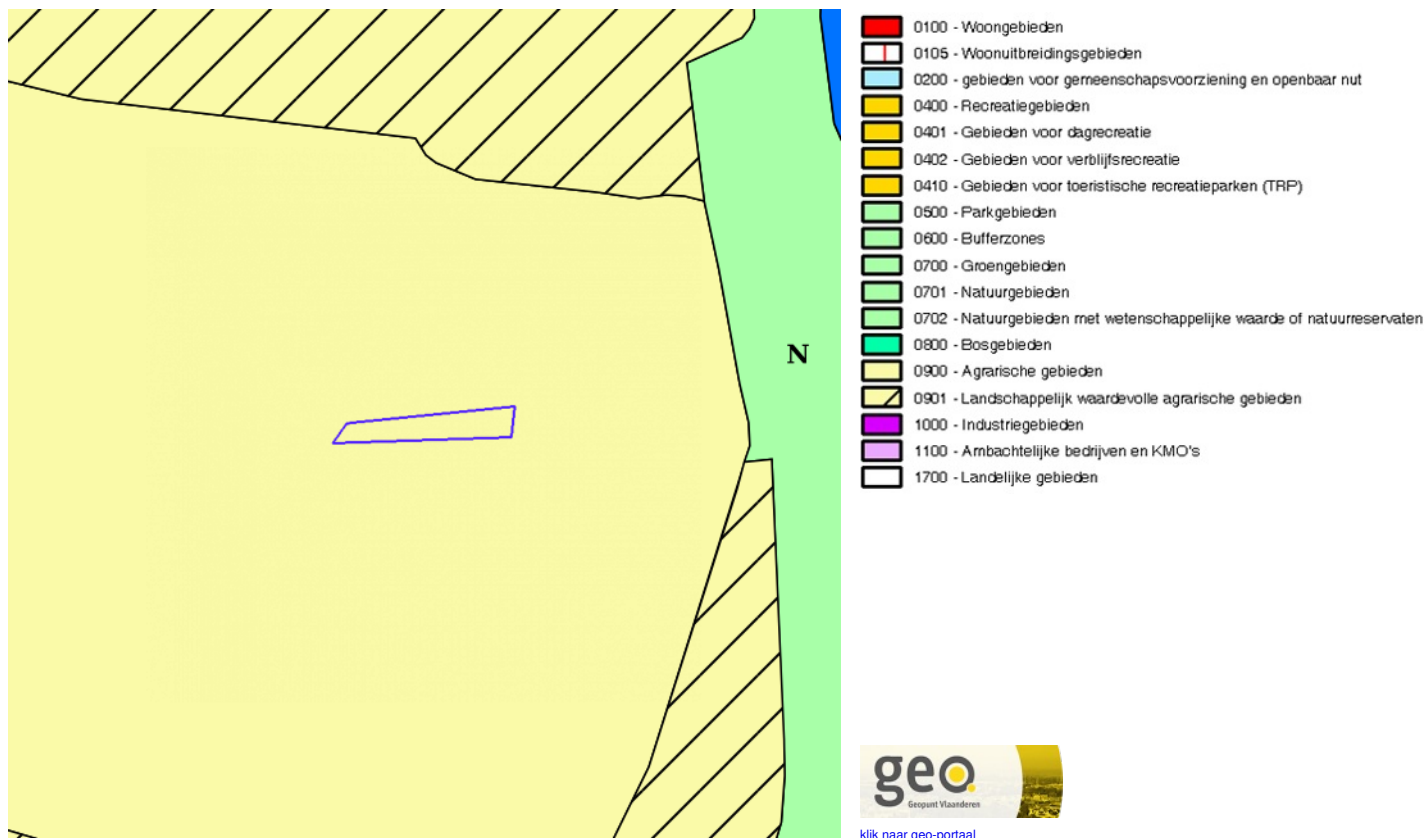 0100 - Woongebieden
0105 - Woonuitbreidingsgebieden
0200 - gebieden voor gemeenschapsvoorziening en openbaar nut
0400 - Recreatiegebieden
0401 - Gebieden voor dagrecreatie
0402 - Gebieden voor verblijfsrecreatie
0410 - Gebieden voor toeristische recreatieparken (TRP)
0500 - Parkgebieden
0600 - Bufferzones
0700 - Groengebieden
0701 - Natuurgebieden
0702 - Natuurgebieden met wetenschappelijke waarde of natuurreservaten
0800 - Bosgebieden
N
0900 - Agrarische gebieden
0901 - Landschappelijk waardevolle agrarische gebieden
1000 - Industriegebieden
1100 - Ambachtelijke bedrijven en KMO's
1700 - Landelijke gebieden
geo.
Geopunt Vlaanderen
klik naar geo-portaal